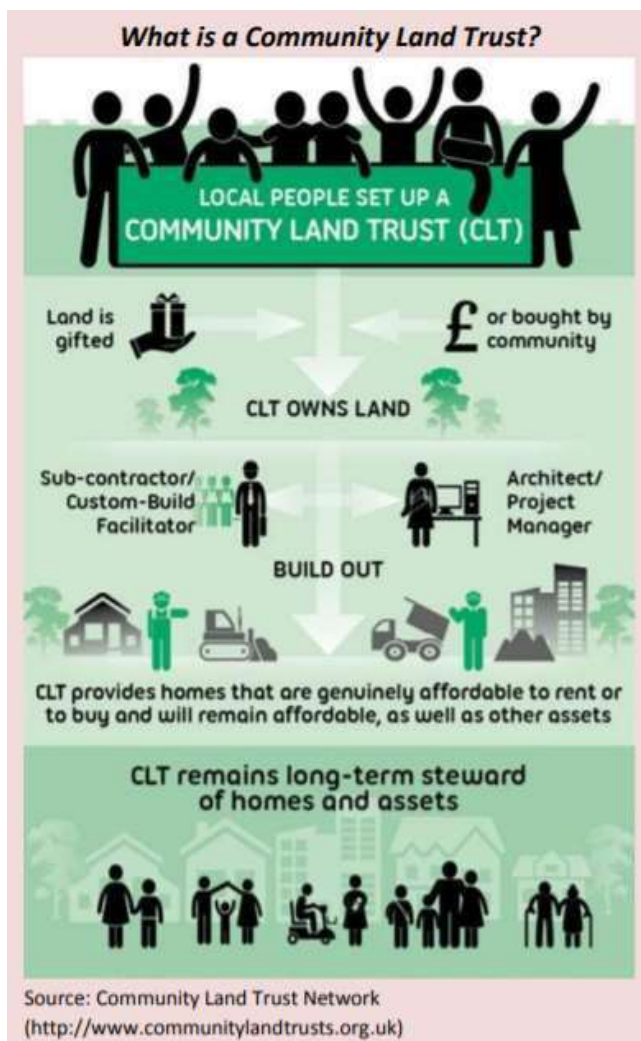 What is a Community Land Trust?
LOCAL PEOPLE SET UP A
COMMUNITY LAND TRUST (CLT)
Land is
gifted
£ or bought by
community
CLT OWNS LAND
Sub-contractor/
Custom-Build
Facilitator
Architect/
Project
Manager
BUILD OUT
CLT provides homes that are genuinely affordable to rent or
to buy and will remain affordable, as well as other assets
CLT remains long-term steward
of homes and assets
Source: Community Land Trust Network
(http://www.communitylandtrusts.org.uk)